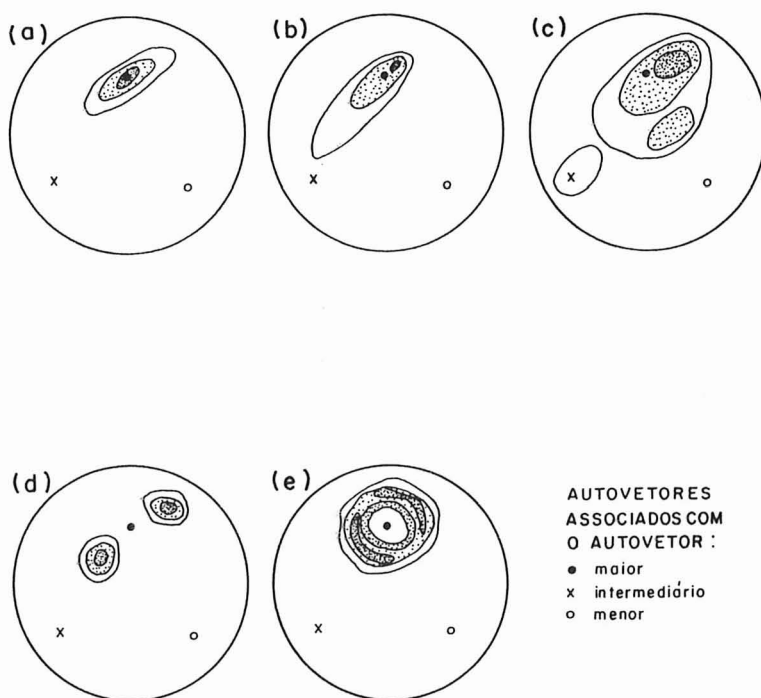 (a)
(b)
(c)
(d)
(e)
AUTOVETORES
ASSOCIADOS COM
O AUTOVETOR:
● maior
x intermediário
o menor